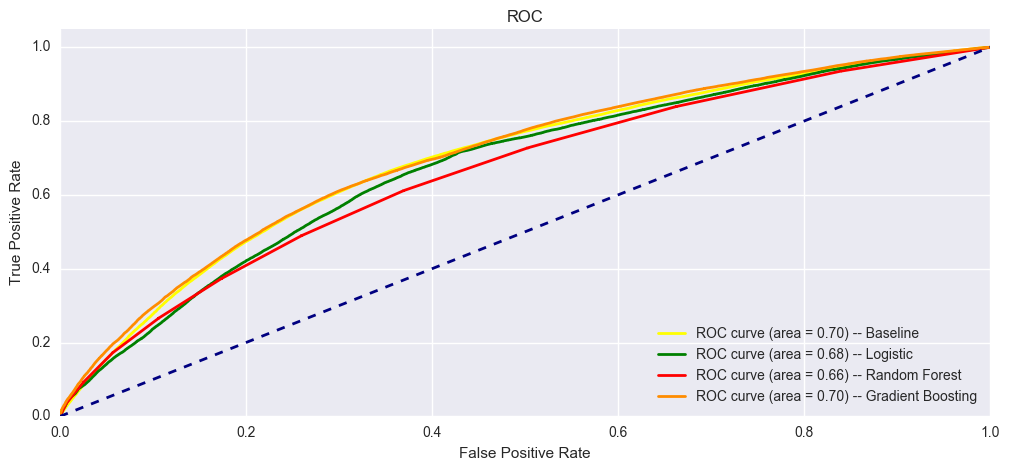 ROC
1.0
0.8
0.6
0.4
0.2
0.0
True Positive Rate
ROC curve (area = 0.70) -- Baseline
ROC curve (area = 0.68) -- Logistic
ROC curve (area = 0.66) -- Random Forest
ROC curve (area = 0.70) -- Gradient Boosting
0.0 0.2 0.4 0.6 0.8 1.0
False Positive Rate